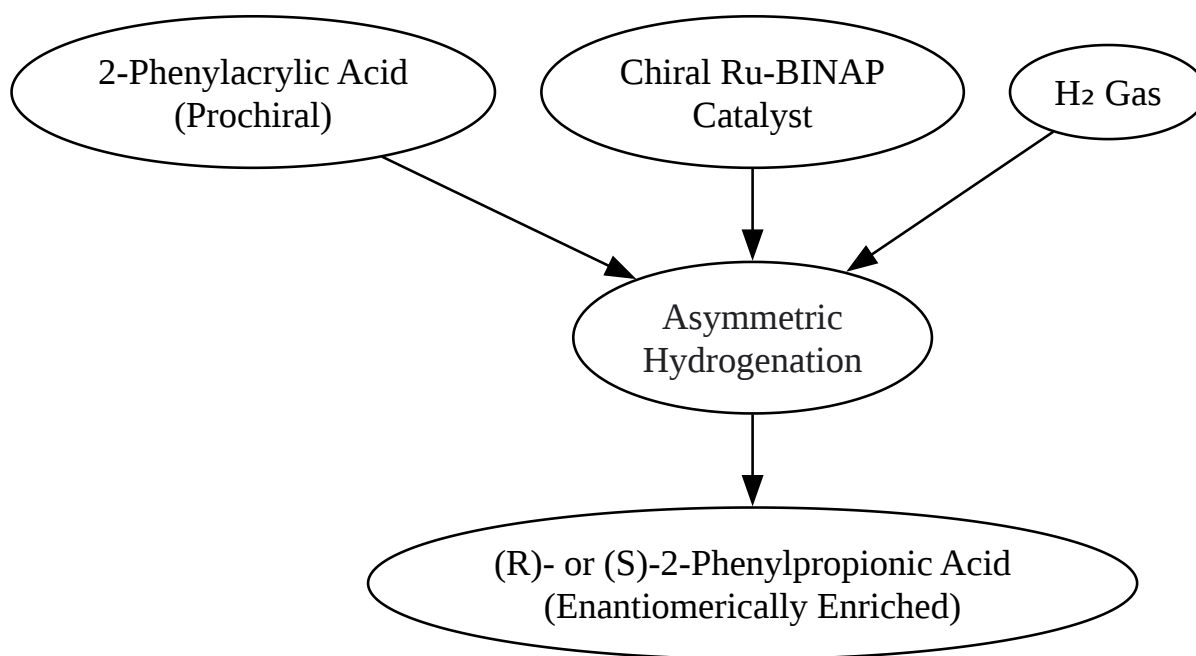 2-Phenylacrylic Acid
(Prochiral)
Chiral Ru-BINAP
Catalyst
H₂ Gas
Asymmetric
Hydrogenation
(R)- or (S)-2-Phenylpropionic Acid
(Enantiomerically Enriched)